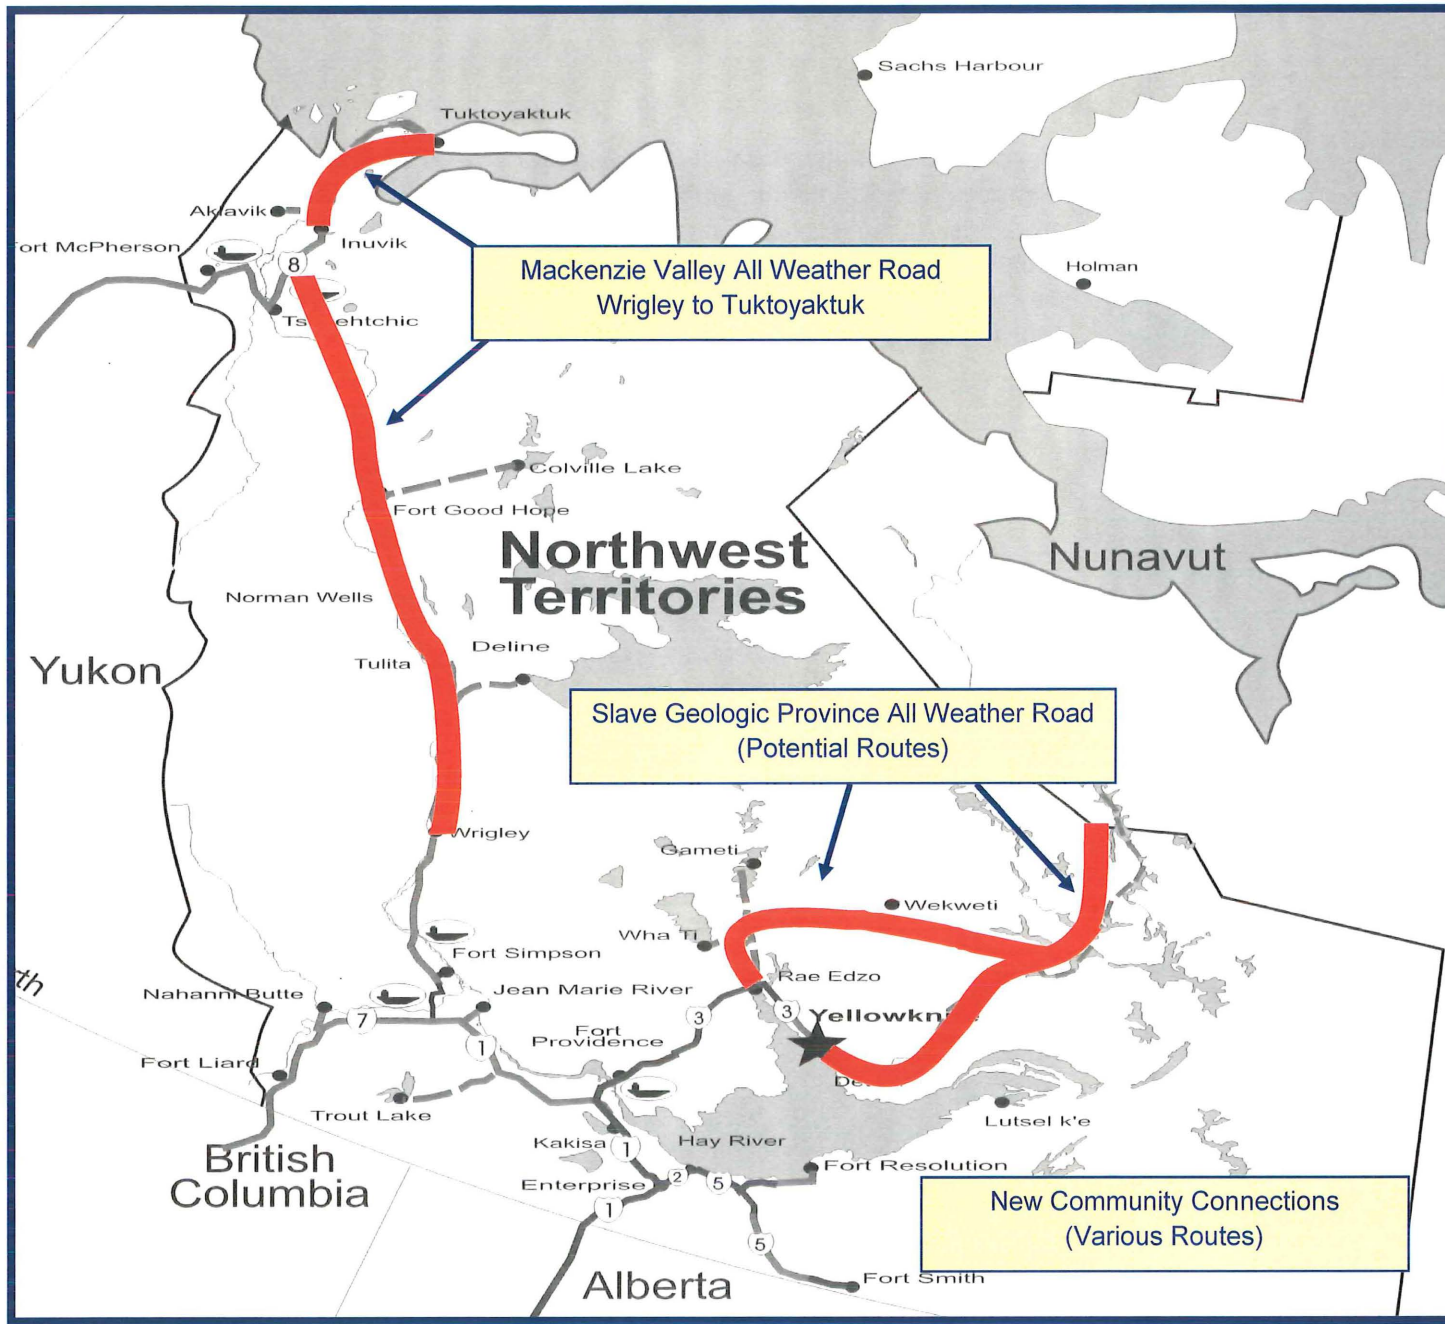 Sachs Harbour
Tuktoyaktuk
Aklavik
Inuvik
ort McPherson
8
Mackenzie Valley All Weather Road
Wrigley to Tuktoyaktuk
Holman
Colville Lake
Fort Good Hope
Northwest
Territories
Nunavut
Norman Wells
Deline
Tulita
Yukon
Slave Geologic Province All Weather Road
(Potential Routes)
Wrigley
Gameti
Wekweti
Wha Ti
Fort Simpson
Rae Edzo
rth
Nahanni Butte
Jean Marie River
7
3
3
Fort
Providence
1
Fort Liard
Trout Lake
Lutsel k'e
Kakisa
1
Hay River
British
Columbia
Fort Resolution
Enterprise
2
5
1
New Community Connections
(Various Routes)
5
Fort Smith
Alberta